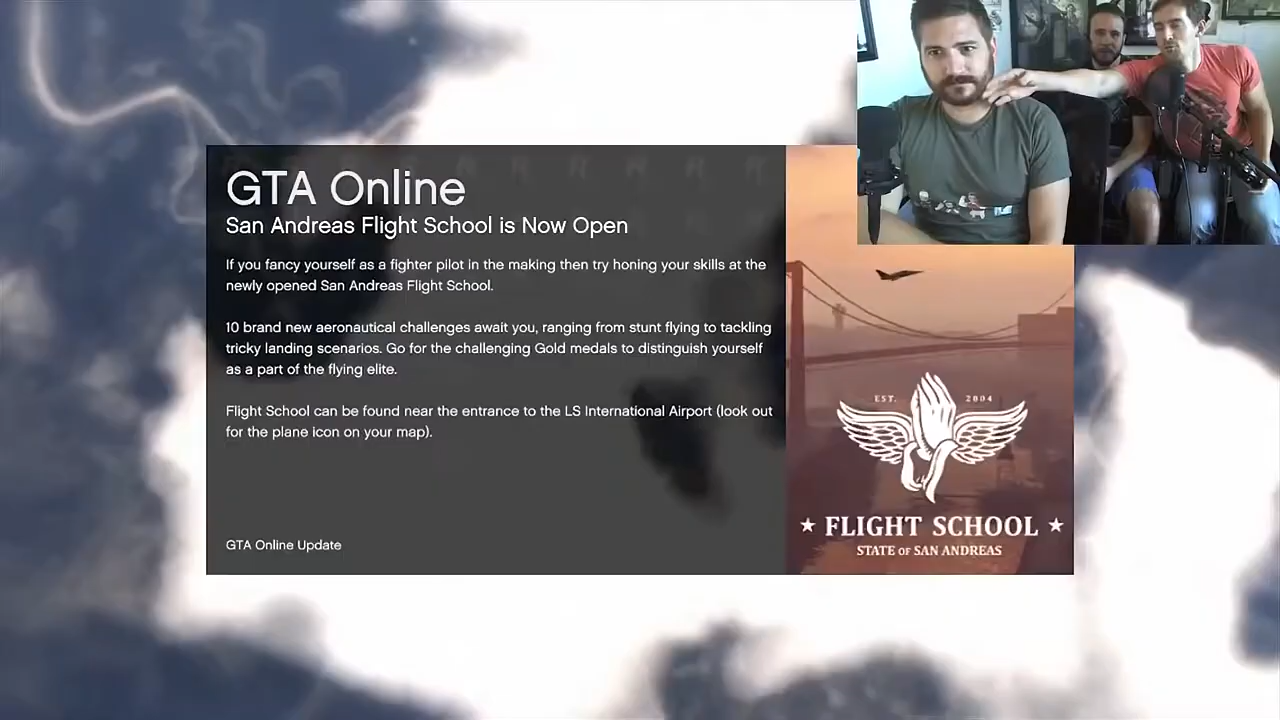 GTA Online
San Andreas Flight School is Now Open
If you fancy yourself as a fighter pilot in the making then try honing your skills at the
newly opened San Andreas Flight School.
10 brand new aeronautical challenges await you, ranging from stunt flying to tackling
tricky landing scenarios. Go for the challenging Gold medals to distinguish yourself
as a part of the flying elite.
Flight School can be found near the entrance to the LS International Airport (look out
for the plane icon on your map).
GTA Online Update
EST. 2004
★ FLIGHT SCHOOL ★
STATE OF SAN ANDREAS